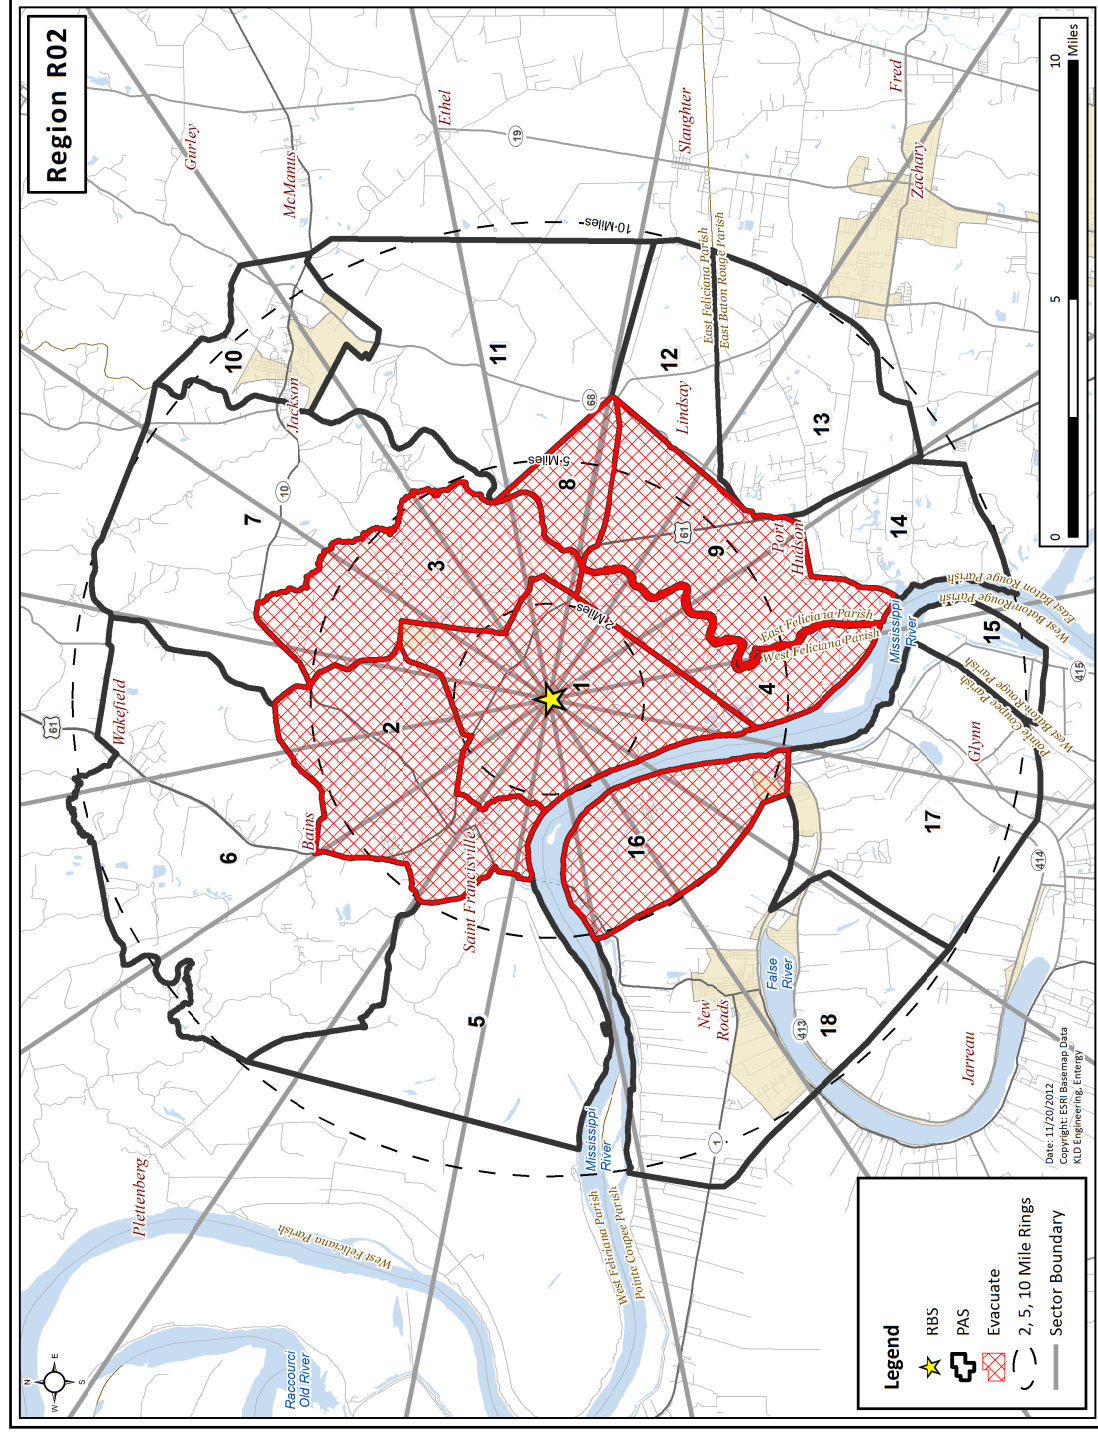 Region R02
N
W
E
S
Gurley
McManus
Ethel
19
Slaughter
Fred
Zachary
10 Miles
East Feliciana Parish
East Baton Rouge Parish
10
Jackson
11
12
68
Lindsay
13
5 Miles
8
7
10
3
61
9
Port
Hudson
14
2 Miles
East Feliciana Parish
West Feliciana Parish
Mississippi
River
West Baton Rouge Parish
East Baton Rouge Parish
15
415
61
Wakefield
2
1
4
Pointe Coupee Parish
West Baton Rouge Parish
Glynn
Bains
6
Saint Francisville
16
17
414
5
New
Roads
False
River
413
18
Jarreau
Plettenberg
West Feliciana Parish
Mississippi
River
1
West Feliciana Parish
Pointe Coupee Parish
Raccourci
Old River
0
5
10
Miles
Date: 11/20/2012
Copyright: ESRI Basemap Data
KLD Engineering, Entergy
Legend
RBS
PAS
Evacuate
2, 5, 10 Mile Rings
Sector Boundary